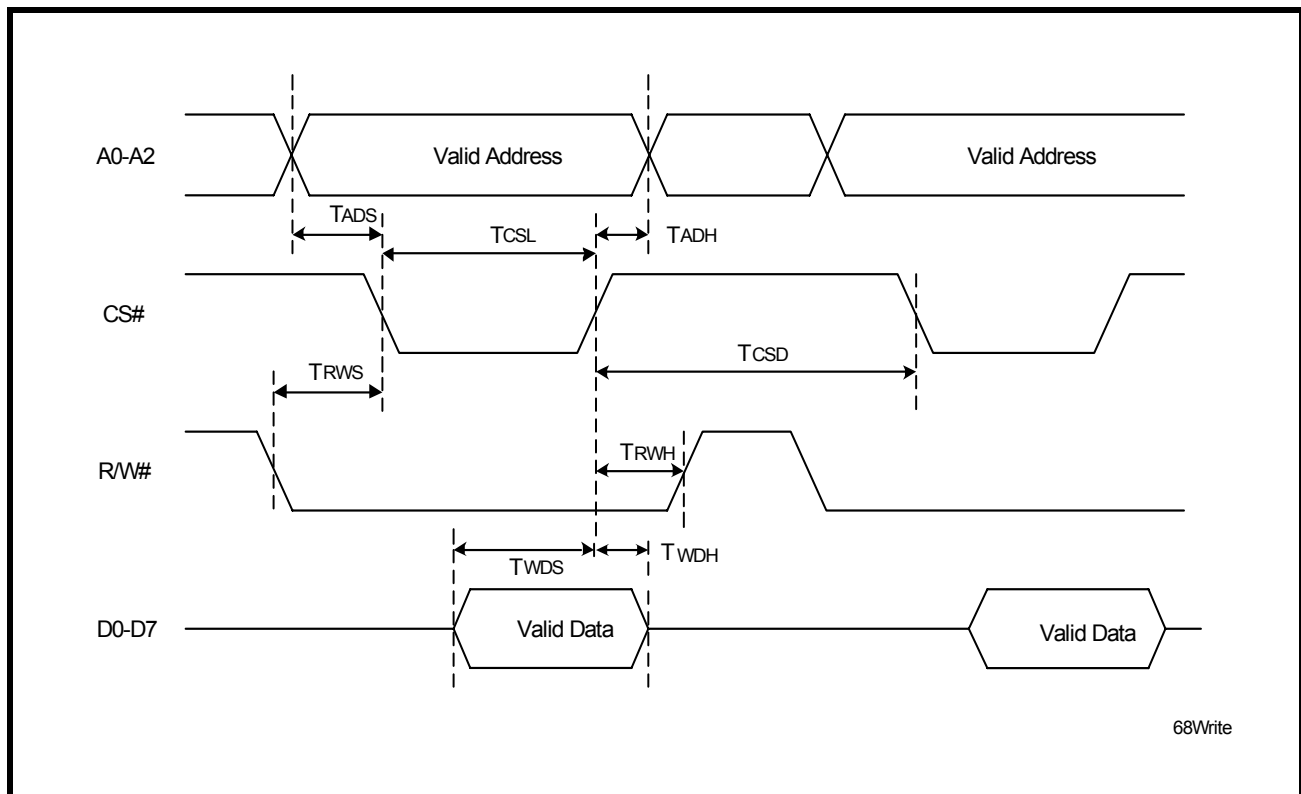 A0-A2
Valid Address
Valid Address
TADS
TCSL
TADH
CS#
TCSD
TRWS
TRWH
R/W#
TWDS
TWDH
D0-D7
Valid Data
Valid Data
68Write